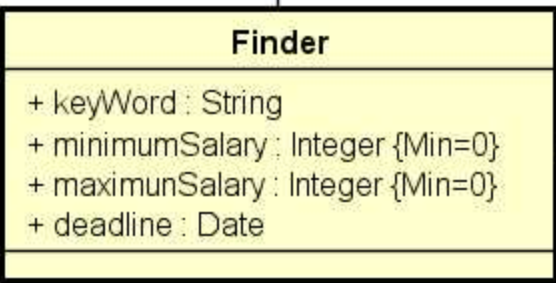 Finder
+ keyWord : String
+ minimumSalary : Integer {Min=0}
+ maximunSalary : Integer {Min=0}
+ deadline : Date